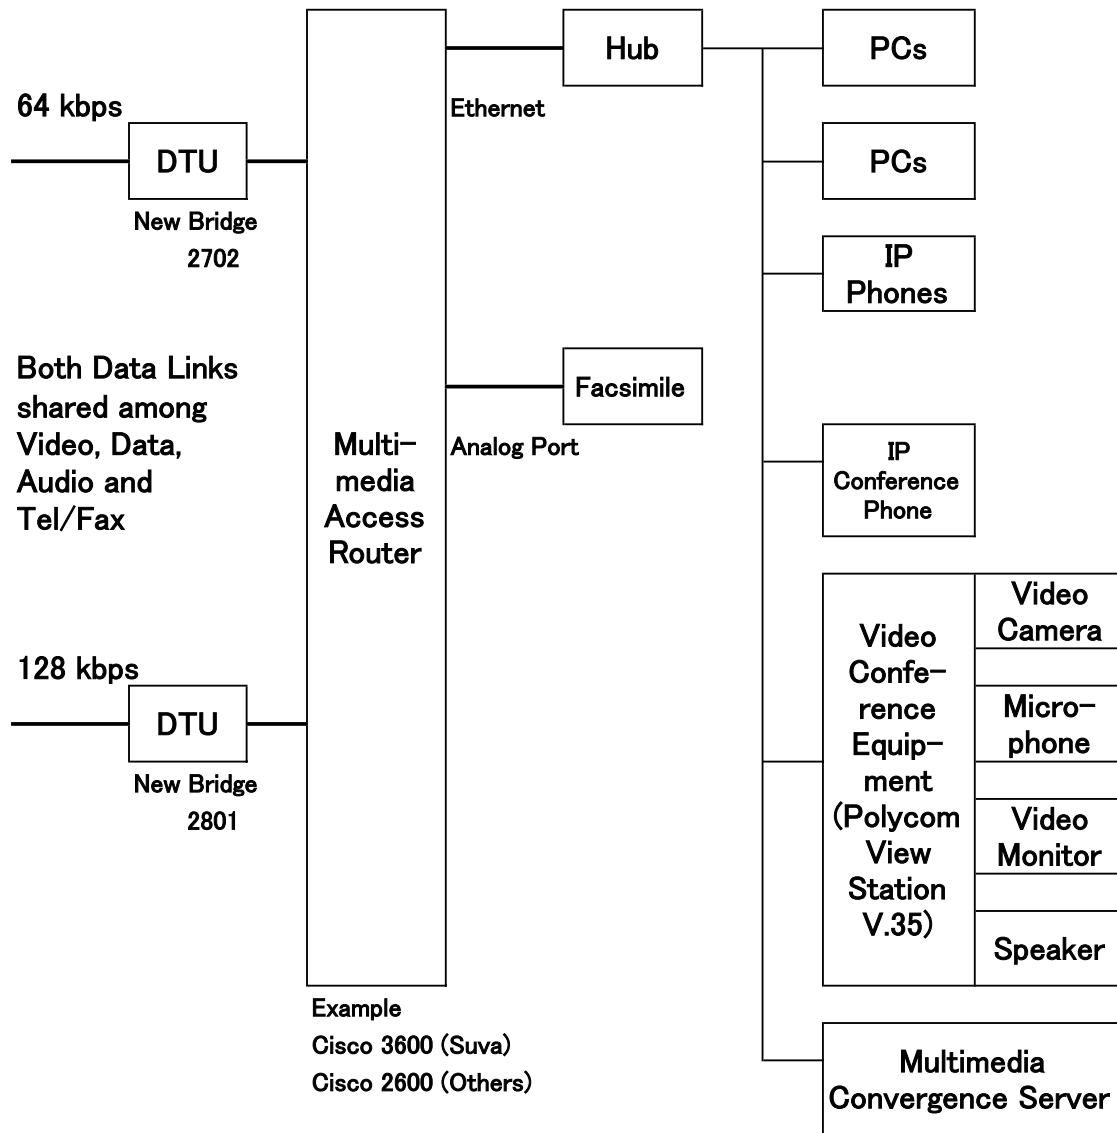 64 kbps
DTU
New Bridge
2702
Both Data Links
shared among
Video, Data,
Audio and
Tel/Fax
128 kbps
DTU
New Bridge
2801
Multi-
media
Access
Router
Example
Cisco 3600 (Suva)
Cisco 2600 (Others)
Ethernet
Hub
Analog Port
Facsimile
PCs
PCs
IP
Phones
IP
Conference
Phone
Video
Confe-
rence
Equip-
ment
(Polycom
View
Station
V.35)
Video
Camera
Micro-
phone
Video
Monitor
Speaker
Multimedia
Convergence Server